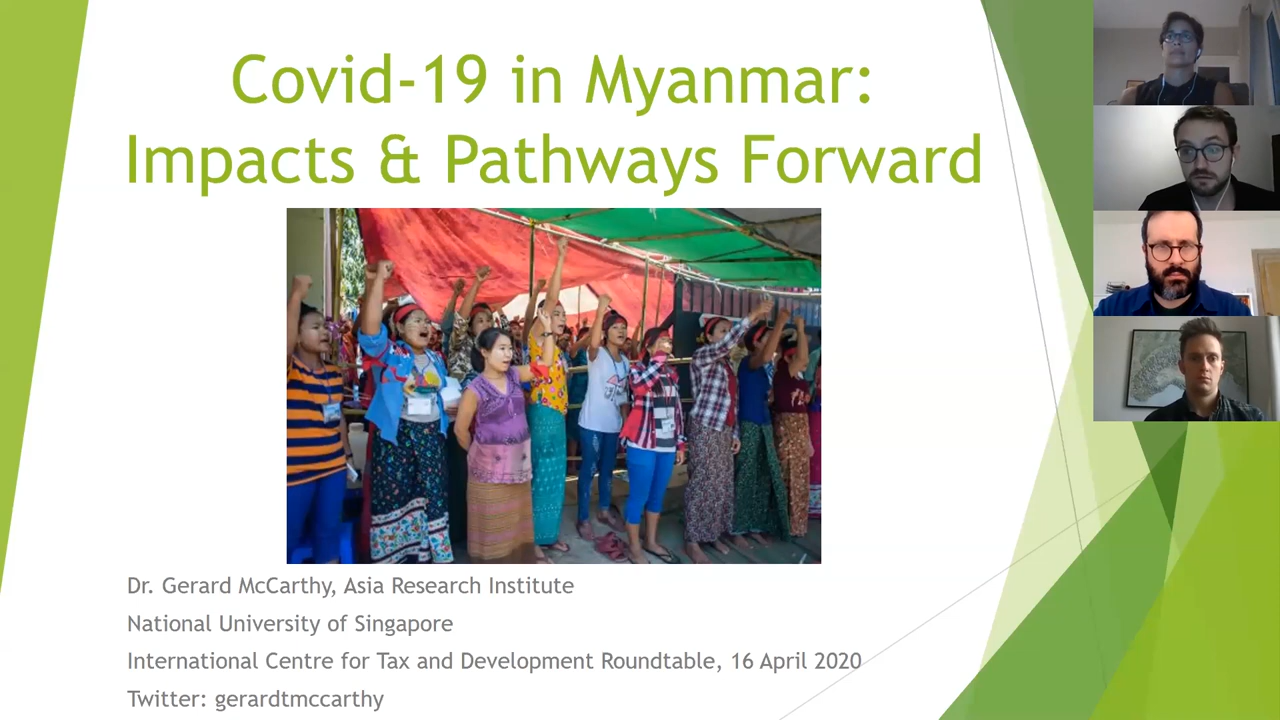 Covid-19 in Myanmar:
Impacts & Pathways Forward
Dr. Gerard McCarthy, Asia Research Institute
National University of Singapore
International Centre for Tax and Development Roundtable, 16 April 2020
Twitter: gerardtmccarthy